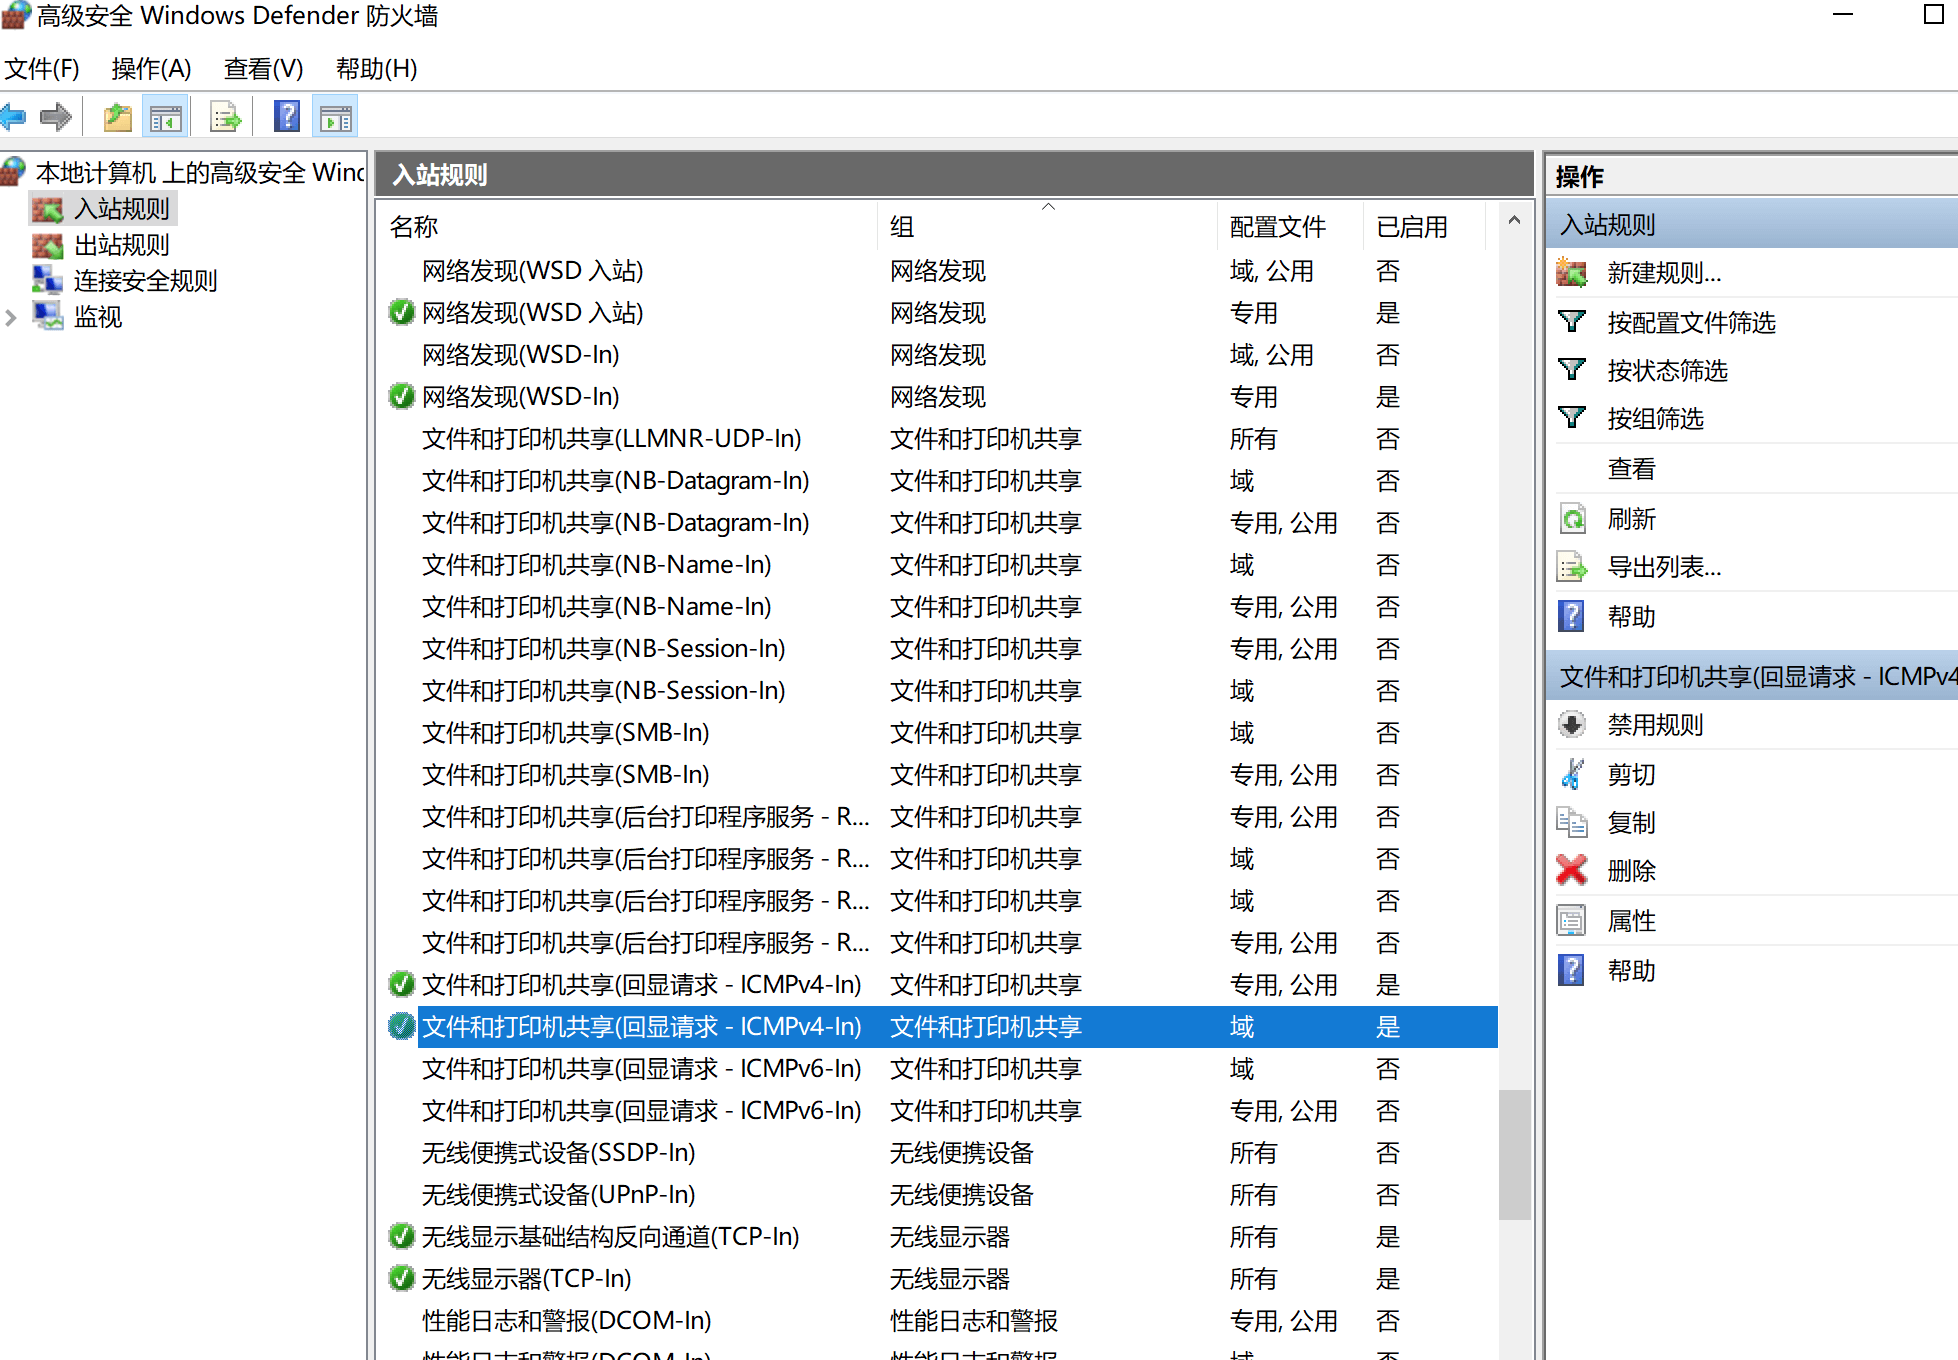 高级安全 Windows Defender 防火墙
文件(F) 操作(A) 查看(V) 帮助(H)
本地计算机 上的高级安全 Wind
入站规则
出站规则
连接安全规则
监视
入站规则
名称 组 配置文件 已启用
网络发现(WSD 入站) 网络发现 域, 公用 否
网络发现(WSD 入站) 网络发现 专用 是
网络发现(WSD-In) 网络发现 域, 公用 否
网络发现(WSD-In) 网络发现 专用 是
文件和打印机共享(LLMNR-UDP-In) 文件和打印机共享 所有 否
文件和打印机共享(NB-Datagram-In) 文件和打印机共享 域 否
文件和打印机共享(NB-Datagram-In) 文件和打印机共享 专用, 公用 否
文件和打印机共享(NB-Name-In) 文件和打印机共享 域 否
文件和打印机共享(NB-Name-In) 文件和打印机共享 专用, 公用 否
文件和打印机共享(NB-Session-In) 文件和打印机共享 专用, 公用 否
文件和打印机共享(NB-Session-In) 文件和打印机共享 域 否
文件和打印机共享(SMB-In) 文件和打印机共享 域 否
文件和打印机共享(SMB-In) 文件和打印机共享 专用, 公用 否
文件和打印机共享(后台打印程序服务 - R... 文件和打印机共享 专用, 公用 否
文件和打印机共享(后台打印程序服务 - R... 文件和打印机共享 域 否
文件和打印机共享(后台打印程序服务 - R... 文件和打印机共享 域 否
文件和打印机共享(后台打印程序服务 - R... 文件和打印机共享 专用, 公用 否
文件和打印机共享(回显请求 - ICMPv4-In) 文件和打印机共享 专用, 公用 是
文件和打印机共享(回显请求 - ICMPv4-In) 文件和打印机共享 域 是
文件和打印机共享(回显请求 - ICMPv6-In) 文件和打印机共享 域 否
文件和打印机共享(回显请求 - ICMPv6-In) 文件和打印机共享 专用, 公用 否
无线便携式设备(SSDP-In) 无线便携设备 所有 否
无线便携式设备(UPnP-In) 无线便携设备 所有 否
无线显示基础结构反向通道(TCP-In) 无线显示器 所有 是
无线显示器(TCP-In) 无线显示器 所有 是
性能日志和警报(DCOM-In) 性能日志和警报 专用, 公用 否
性能日志和警报(DCOM-In) 性能日志和警报 域 否
操作
入站规则
新建规则...
按配置文件筛选
按状态筛选
按组筛选
查看
刷新
导出列表...
帮助
文件和打印机共享(回显请求 - ICMPv4
禁用规则
剪切
复制
删除
属性
帮助